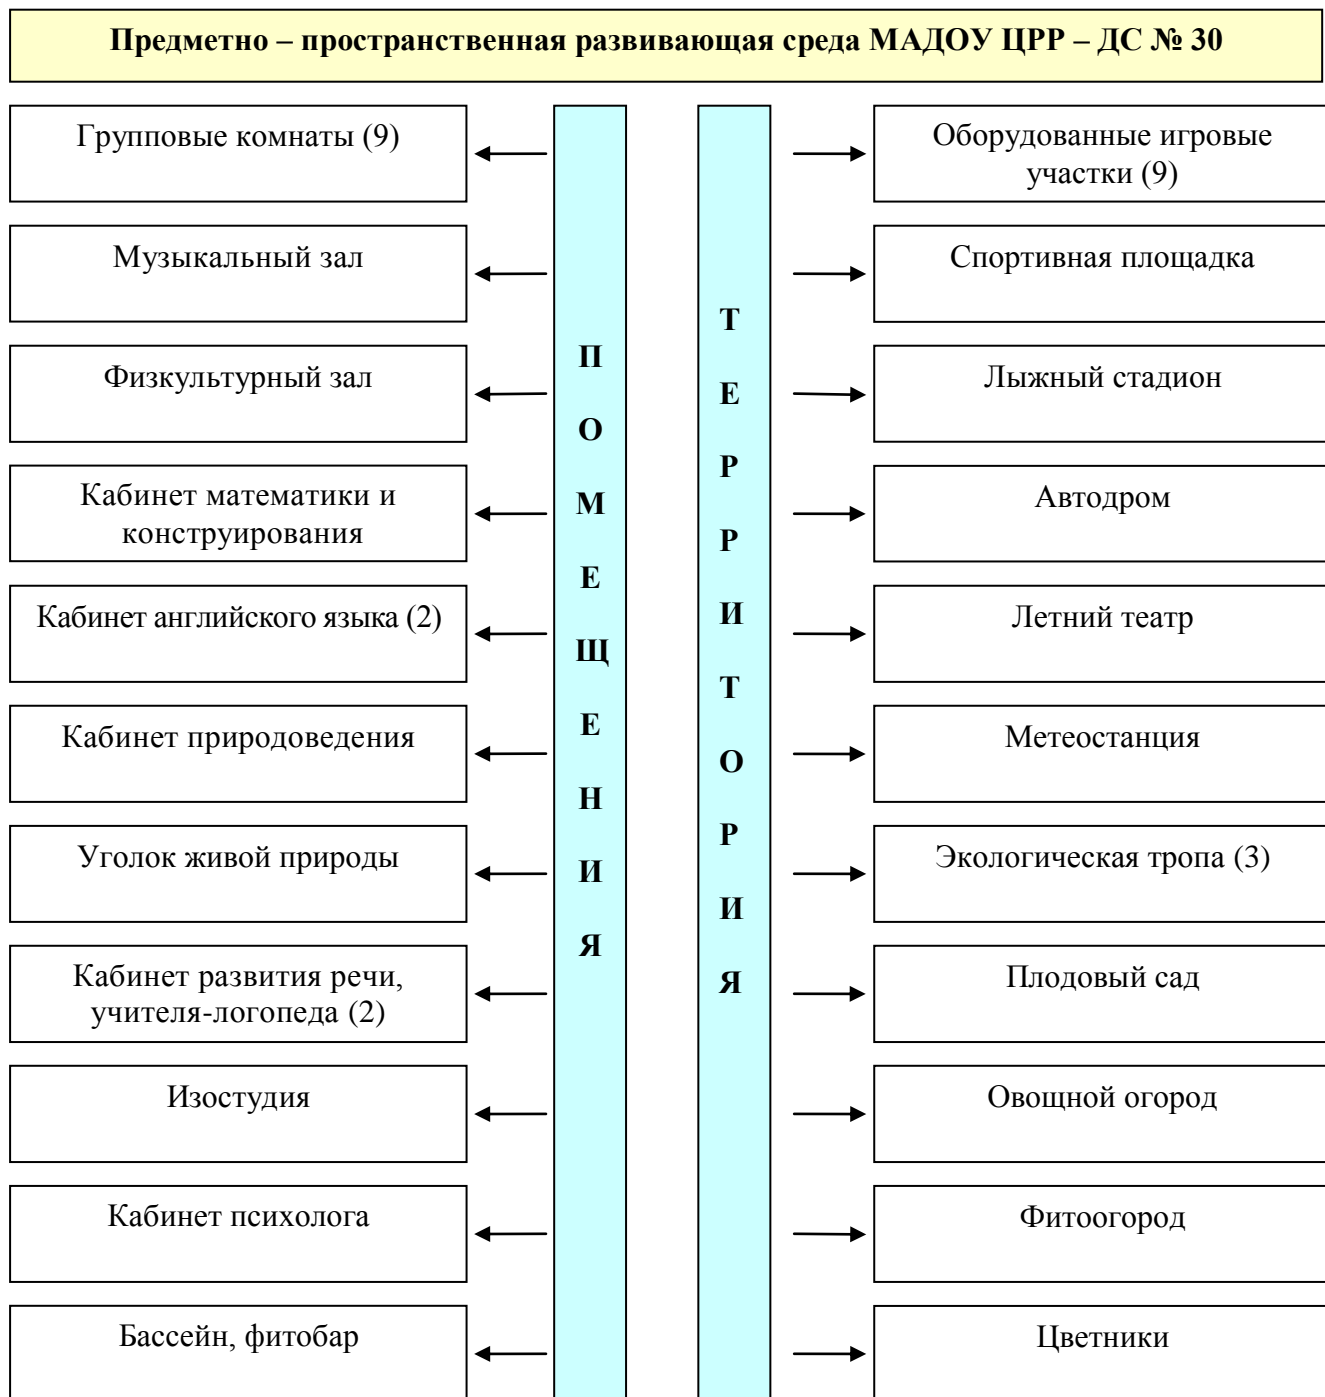 Предметно – пространственная развивающая среда МАДОУ ЦРР – ДС № 30
Групповые комнаты (9)
Музыкальный зал
Физкультурный зал
Кабинет математики и
конструирования
Кабинет английского языка (2)
Кабинет природоведения
Уголок живой природы
Кабинет развития речи,
учителя-логопеда (2)
Изостудия
Кабинет психолога
Бассейн, фитобар
П
О
М
Е
Щ
Е
Н
И
Я
Т
Е
Р
Р
И
Т
О
Р
И
Я
Оборудованные игровые
участки (9)
Спортивная площадка
Лыжный стадион
Автодром
Летний театр
Метеостанция
Экологическая тропа (3)
Плодовый сад
Овощной огород
Фитоогород
Цветники